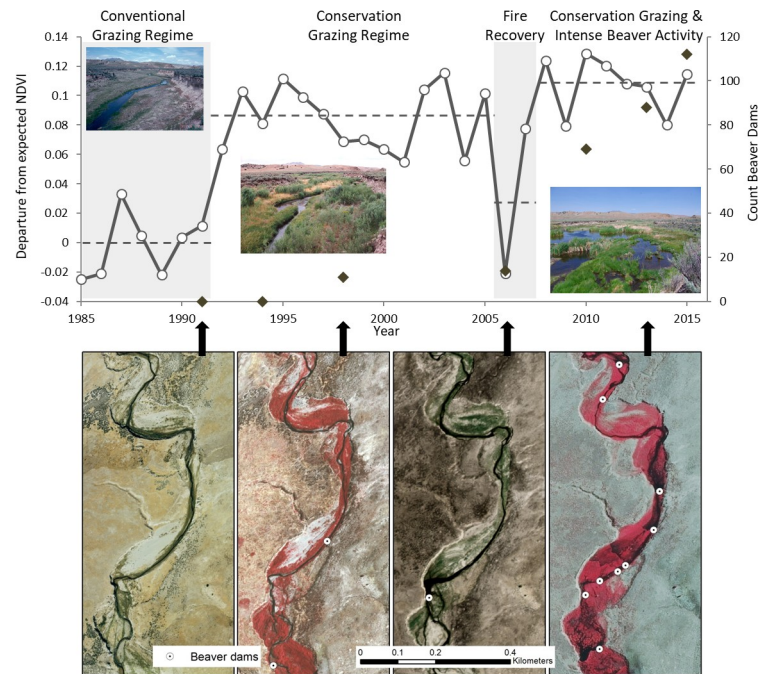 Conventional
Grazing Regime
Conservation
Grazing Regime
Fire
Recovery
Conservation Grazing &
Intense Beaver Activity
Departure from expected NDVI
0.14
0.12
0.1
0.08
0.06
0.04
0.02
0
-0.02
-0.04
120
100
80
60
40
20
0
Count Beaver Dams
1985
1990
1995
2000
2005
2010
2015
Year
Beaver dams
0
0.1
0.2
0.4
Kilometers